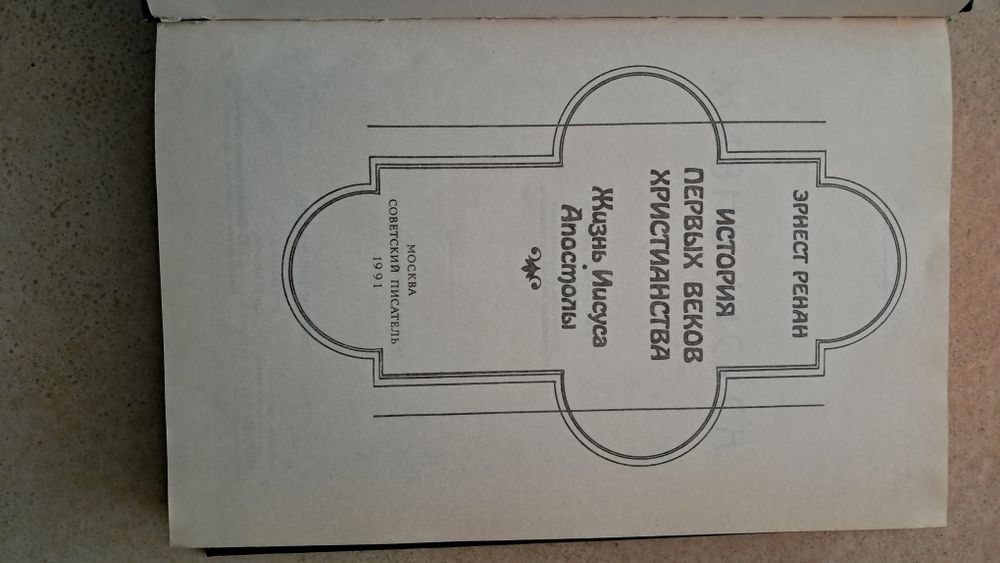 ЭРНЕСТ РЕНАН
ИСТОРИЯ
ПЕРВЫХ ВЕКОВ
ХРИСТИАНСТВА
Жизнь Иисуса
Апостолы
МОСКВА
СОВЕТСКИЙ ПИСАТЕЛЬ
1991